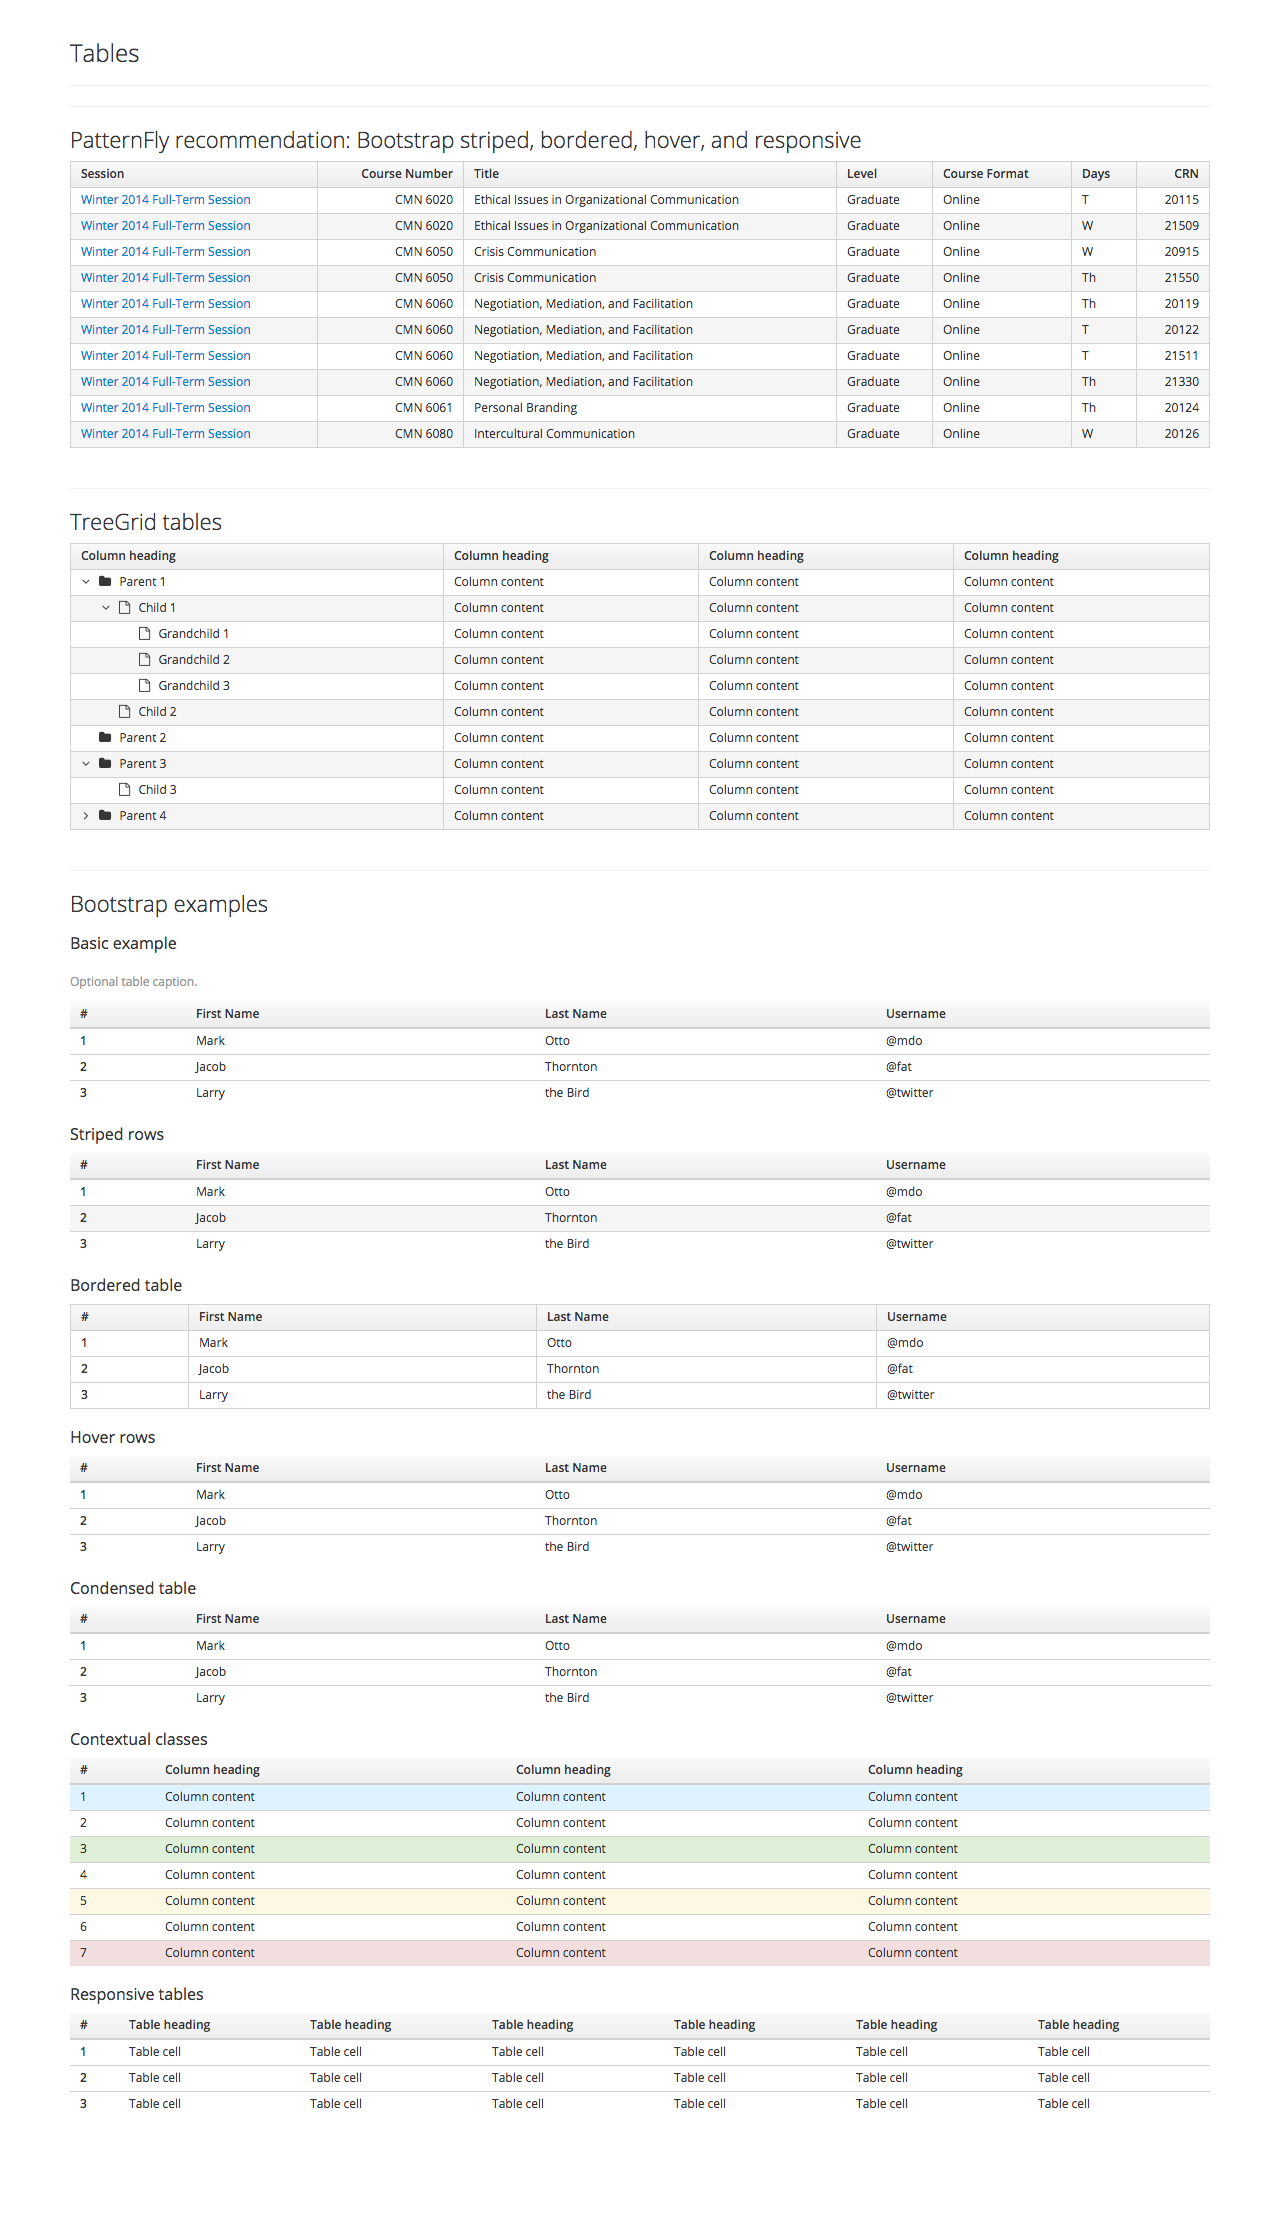 Tables
PatternFly recommendation: Bootstrap striped, bordered, hover, and responsive
Session Course Number Title Level Course Format Days CRN
Winter 2014 Full-Term Session CMN 6020 Ethical Issues in Organizational Communication Graduate Online T 20115
Winter 2014 Full-Term Session CMN 6020 Ethical Issues in Organizational Communication Graduate Online W 21509
Winter 2014 Full-Term Session CMN 6050 Crisis Communication Graduate Online W 20915
Winter 2014 Full-Term Session CMN 6050 Crisis Communication Graduate Online Th 21550
Winter 2014 Full-Term Session CMN 6060 Negotiation, Mediation, and Facilitation Graduate Online Th 20119
Winter 2014 Full-Term Session CMN 6060 Negotiation, Mediation, and Facilitation Graduate Online T 20122
Winter 2014 Full-Term Session CMN 6060 Negotiation, Mediation, and Facilitation Graduate Online T 21511
Winter 2014 Full-Term Session CMN 6060 Negotiation, Mediation, and Facilitation Graduate Online Th 21330
Winter 2014 Full-Term Session CMN 6061 Personal Branding Graduate Online Th 20124
Winter 2014 Full-Term Session CMN 6080 Intercultural Communication Graduate Online W 20126
TreeGrid tables
Column heading Column heading Column heading Column heading
Parent 1 Column content Column content Column content
Child 1 Column content Column content Column content
Grandchild 1 Column content Column content Column content
Grandchild 2 Column content Column content Column content
Grandchild 3 Column content Column content Column content
Child 2 Column content Column content Column content
Parent 2 Column content Column content Column content
Parent 3 Column content Column content Column content
Child 3 Column content Column content Column content
Parent 4 Column content Column content Column content
Bootstrap examples
Basic example
Optional table caption.
# First Name Last Name Username
1 Mark Otto @mdo
2 Jacob Thornton @fat
3 Larry the Bird @twitter
Striped rows
# First Name Last Name Username
1 Mark Otto @mdo
2 Jacob Thornton @fat
3 Larry the Bird @twitter
Bordered table
# First Name Last Name Username
1 Mark Otto @mdo
2 Jacob Thornton @fat
3 Larry the Bird @twitter
Hover rows
# First Name Last Name Username
1 Mark Otto @mdo
2 Jacob Thornton @fat
3 Larry the Bird @twitter
Condensed table
# First Name Last Name Username
1 Mark Otto @mdo
2 Jacob Thornton @fat
3 Larry the Bird @twitter
Contextual classes
# Column heading Column heading Column heading
1 Column content Column content Column content
2 Column content Column content Column content
3 Column content Column content Column content
4 Column content Column content Column content
5 Column content Column content Column content
6 Column content Column content Column content
7 Column content Column content Column content
Responsive tables
# Table heading Table heading Table heading Table heading Table heading Table heading
1 Table cell Table cell Table cell Table cell Table cell Table cell
2 Table cell Table cell Table cell Table cell Table cell Table cell
3 Table cell Table cell Table cell Table cell Table cell Table cell